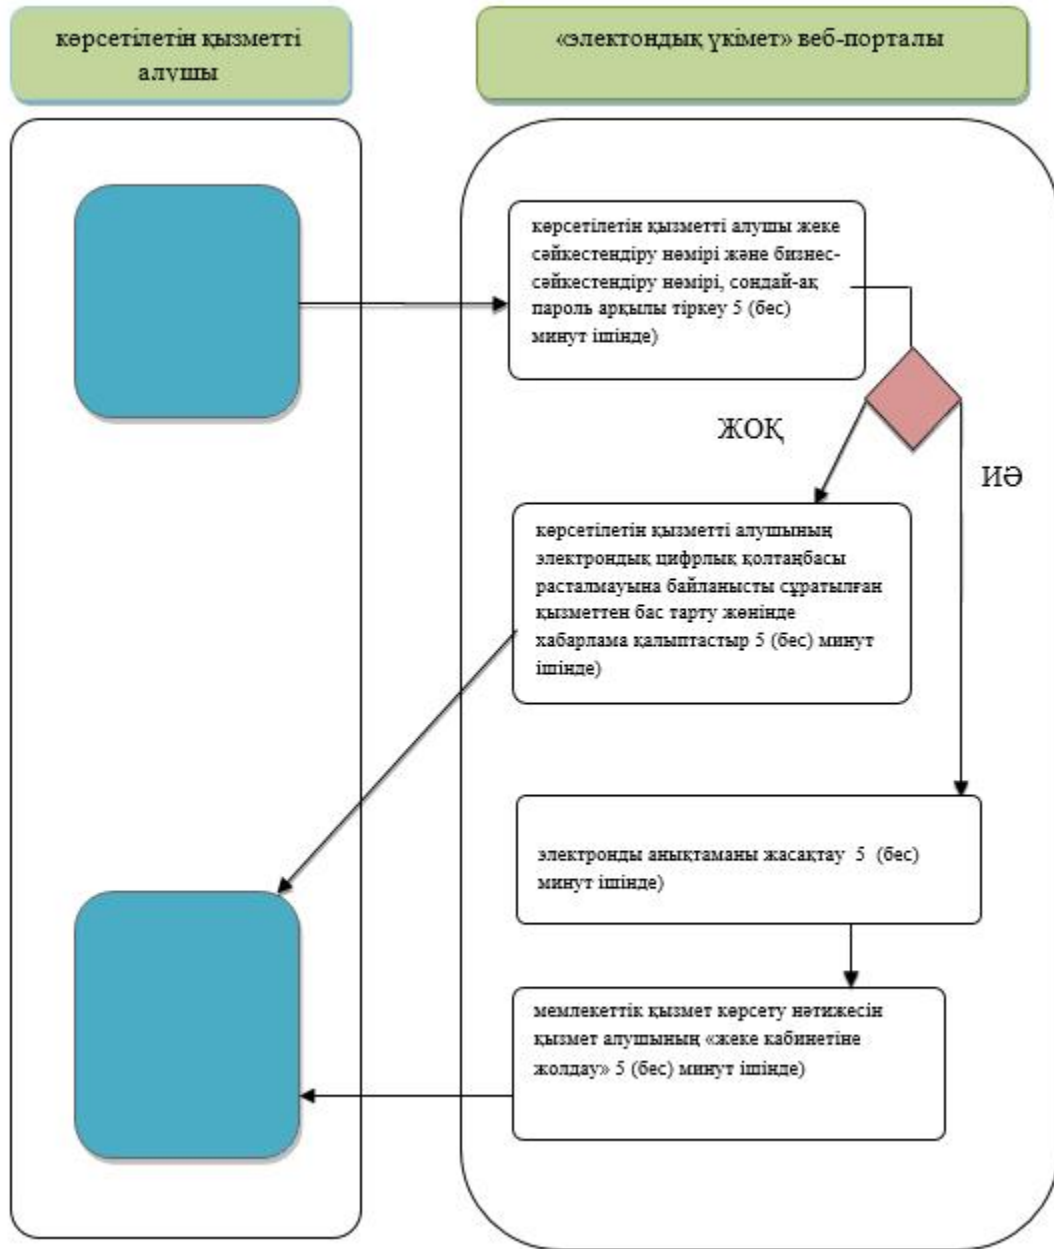 көрсетілетін қызметті
алушы
«электондық үкімет» веб-порталы
көрсетілетін қызметті алушы жеке
сәйкестендіру нөмірі және бизнес-
сәйкестендіру нөмірі, сондай-ақ
пароль арқылы тіркеу 5 (бес)
минут ішінде)
ЖОҚ
ИӘ
көрсетілетін қызметті алушының
электрондық цифрлық қолтаңбасы
расталмауына байланысты сұратылған
қызметтен бас тарту жөнінде
хабарлама қалыптастыр 5 (бес) минут
ішінде)
электронды анықтаманы жасақтау 5 (бес)
минут ішінде)
мемлекеттік қызмет көрсету нәтижесін
қызмет алушының «жеке кабинетіне
жолдау» 5 (бес) минут ішінде)